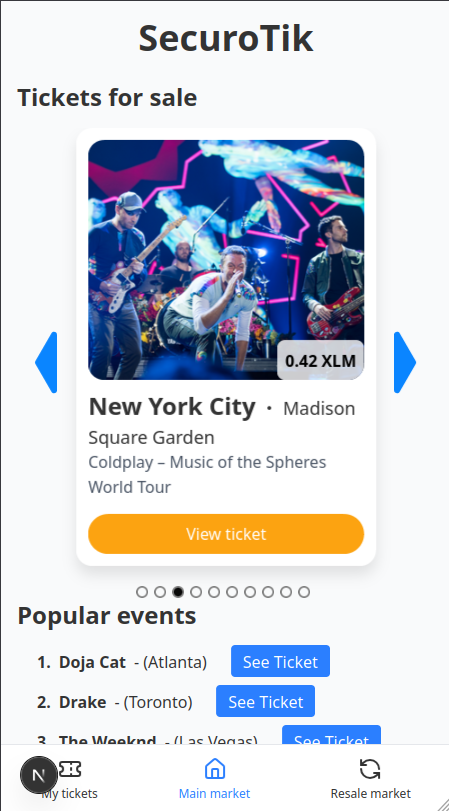 SecuroTik
Tickets for sale
0.42 XLM
New York City · Madison
Square Garden
Coldplay – Music of the Spheres
World Tour
View ticket
Popular events
1. Doja Cat - (Atlanta) See Ticket
2. Drake - (Toronto) See Ticket
3. The Weeknd - (Las Vegas) See Ticket
N
My tickets Main market Resale market